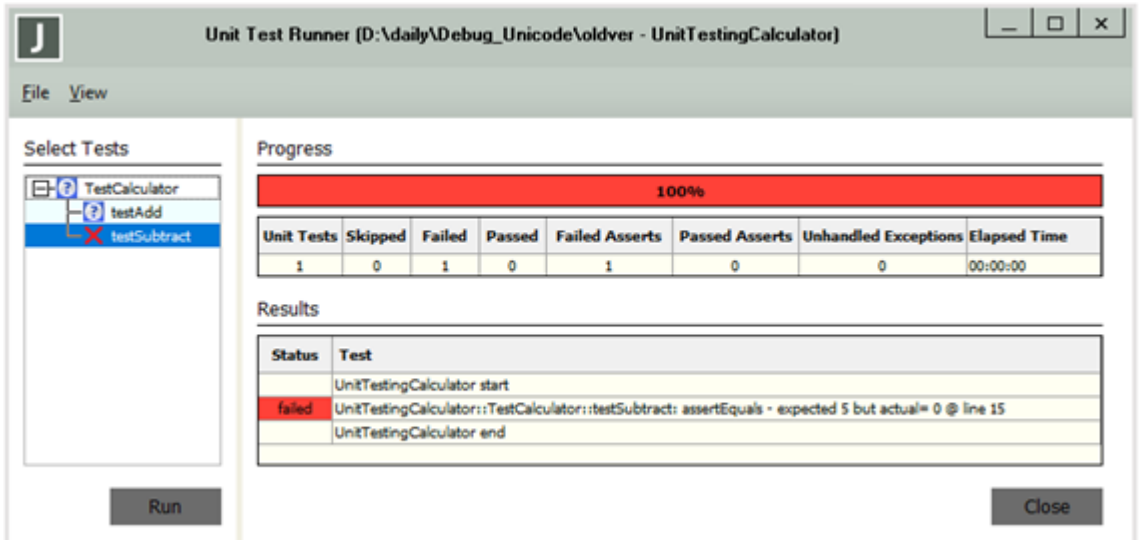 J
Unit Test Runner (D:\daily\Debug_Unicode\oldver - UnitTestingCalculator)
File View
Select Tests
TestCalculator
testAdd
testSubtract
Run
Progress
100%
Unit Tests Skipped Failed Passed Failed Asserts Passed Asserts Unhandled Exceptions Elapsed Time
1 0 1 0 1 0 0 00:00:00
Results
Status Test
UnitTestingCalculator start
failed UnitTestingCalculator::TestCalculator::testSubtract: assertEquals - expected 5 but actual= 0 @ line 15
UnitTestingCalculator end
Close